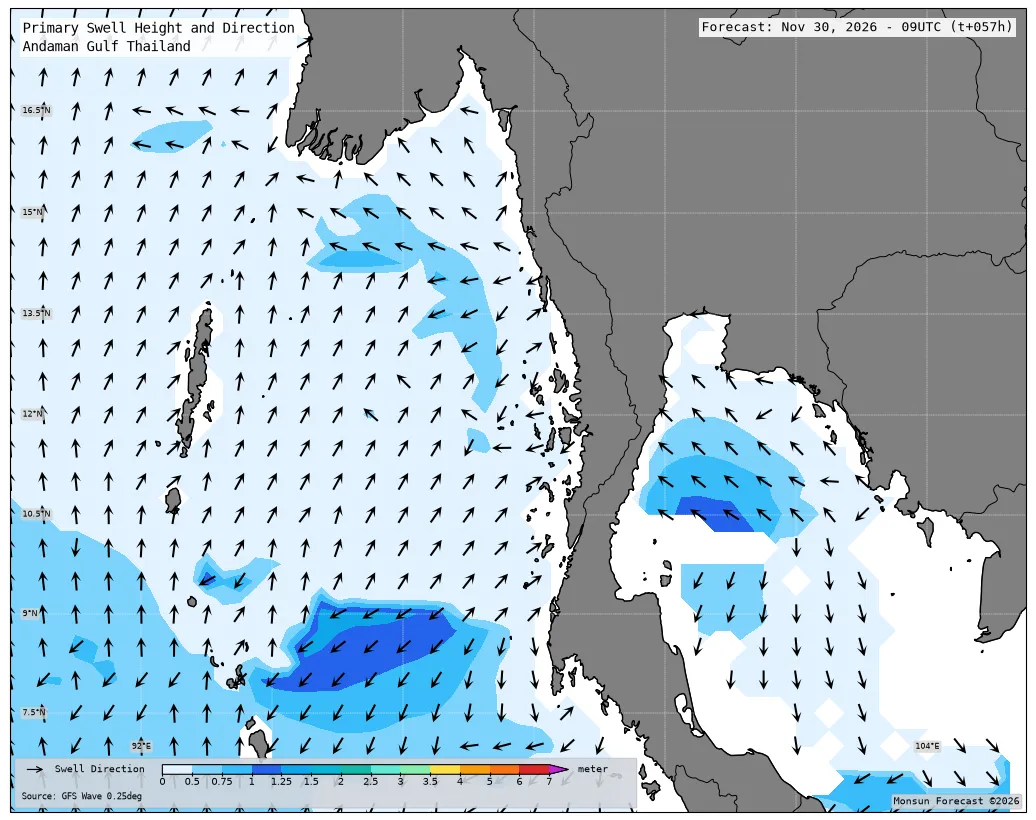 Primary Swell Height and Direction
Andaman Gulf Thailand
Forecast: Nov 30, 2026 - 09UTC (t+057h)
16.5°N
15°N
13.5°N
12°N
10.5°N
9°N
7.5°N
92°E
104°E
Swell Direction
meter
0 0.5 0.75 1 1.25 1.5 2 2.5 3 3.5 4 5 6 7
Source: GFS Wave 0.25deg
Monsun Forecast ©2026